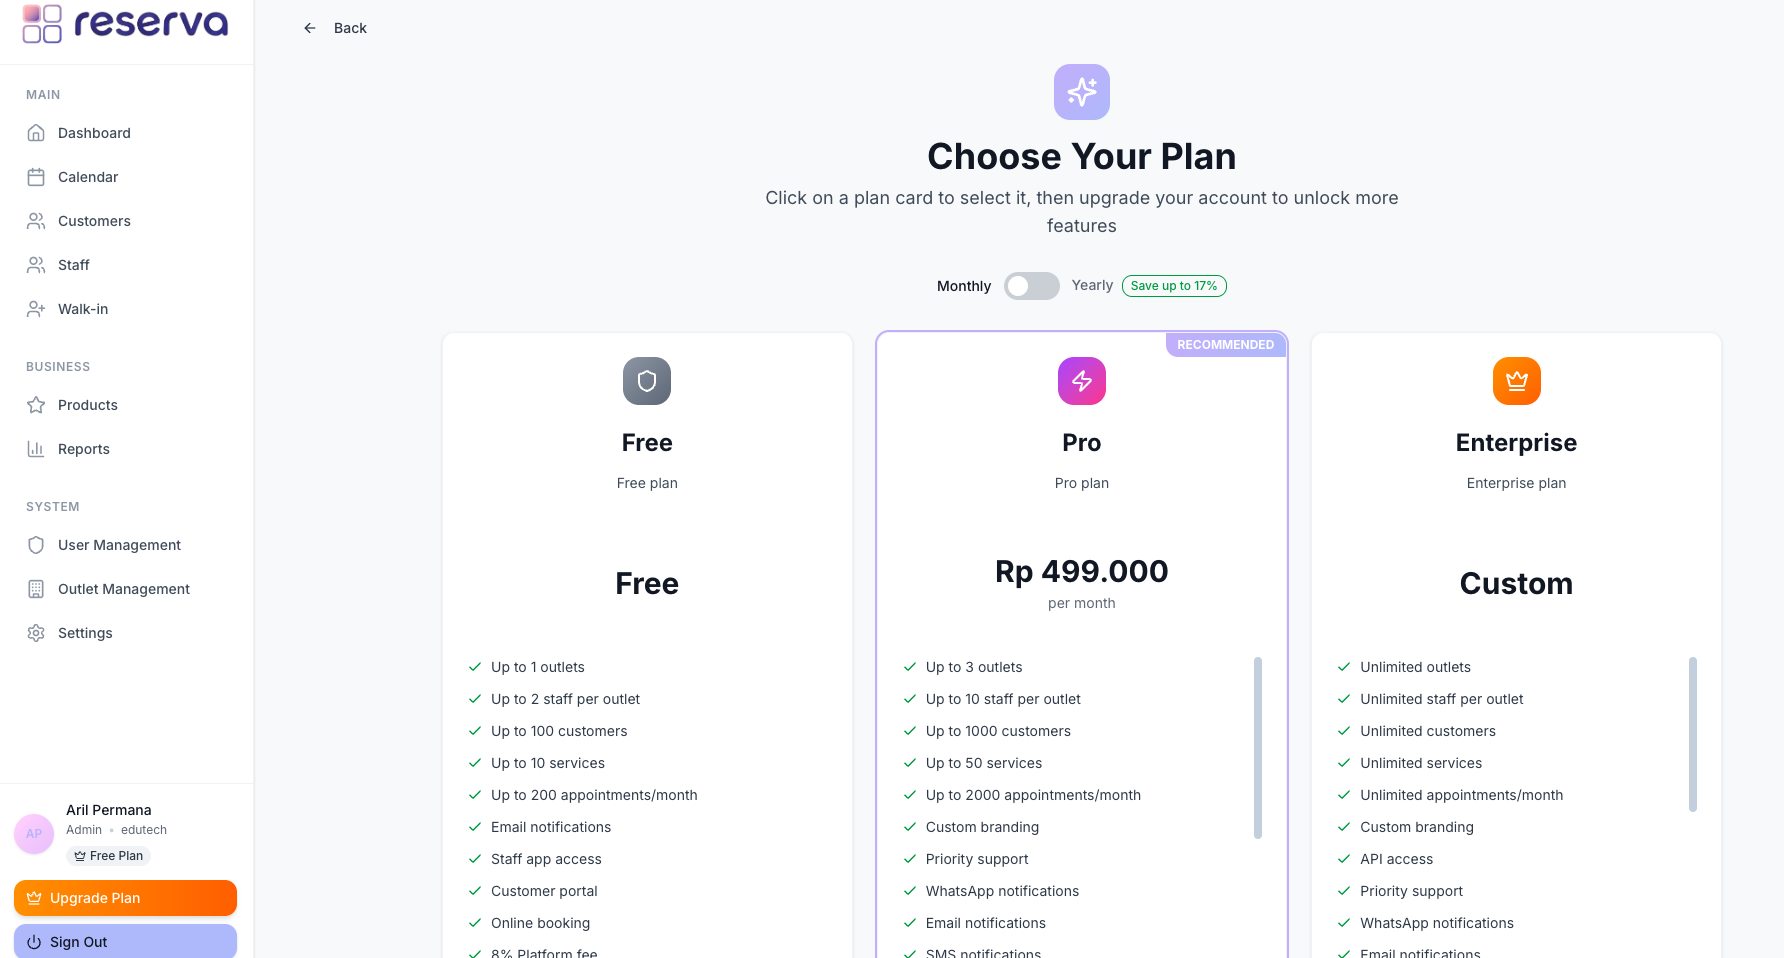 reserva
MAIN
Dashboard
Calendar
Customers
Staff
Walk-in
BUSINESS
Products
Reports
SYSTEM
User Management
Outlet Management
Settings
AP
Aril Permana
Admin • edutech
Free Plan
Upgrade Plan
Sign Out
Back
Choose Your Plan
Click on a plan card to select it, then upgrade your account to unlock more
features
Monthly
Yearly
Save up to 17%
Free
Free plan
Free
Up to 1 outlets
Up to 2 staff per outlet
Up to 100 customers
Up to 10 services
Up to 200 appointments/month
Email notifications
Staff app access
Customer portal
Online booking
8% Platform fee
RECOMMENDED
Pro
Pro plan
Rp 499.000
per month
Up to 3 outlets
Up to 10 staff per outlet
Up to 1000 customers
Up to 50 services
Up to 2000 appointments/month
Custom branding
Priority support
WhatsApp notifications
Email notifications
SMS notifications
Enterprise
Enterprise plan
Custom
Unlimited outlets
Unlimited staff per outlet
Unlimited customers
Unlimited services
Unlimited appointments/month
Custom branding
API access
Priority support
WhatsApp notifications
Email notifications